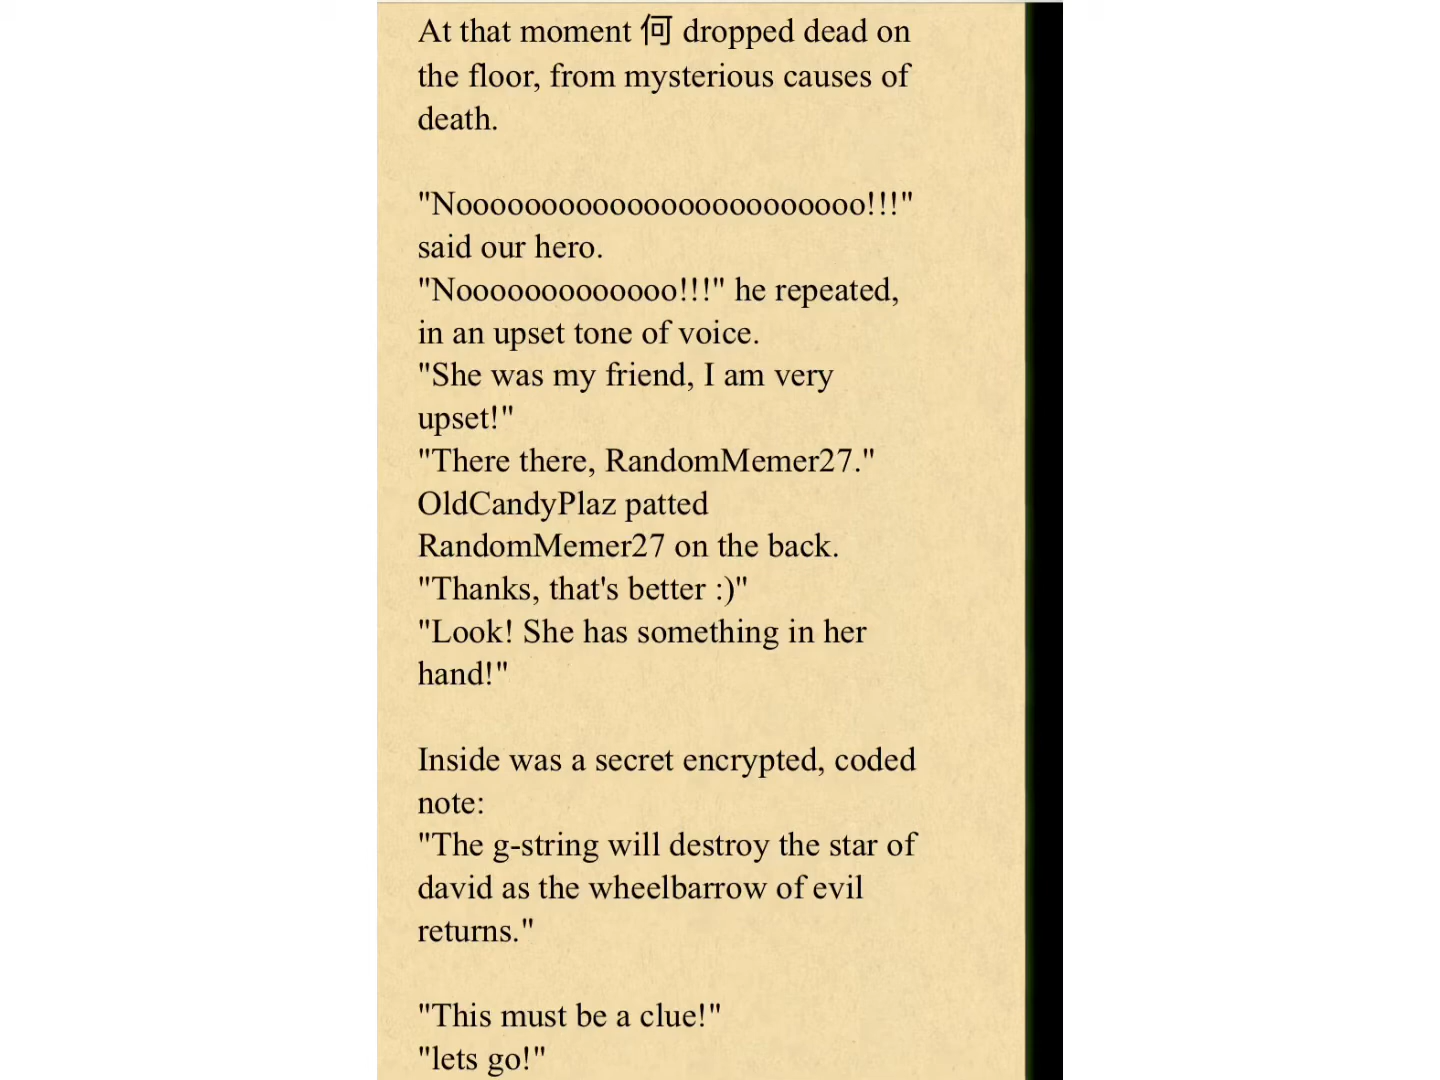 At that moment 何 dropped dead on
the floor, from mysterious causes of
death.
"Noooooooooooooooooooooooo!!!"
said our hero.
"Nooooooooooooo!!!" he repeated,
in an upset tone of voice.
"She was my friend, I am very
upset!"
"There there, RandomMemer27."
OldCandyPlaz patted
RandomMemer27 on the back.
"Thanks, that's better :)"
"Look! She has something in her
hand!"
Inside was a secret encrypted, coded
note:
"The g-string will destroy the star of
david as the wheelbarrow of evil
returns."
"This must be a clue!"
"lets go!"